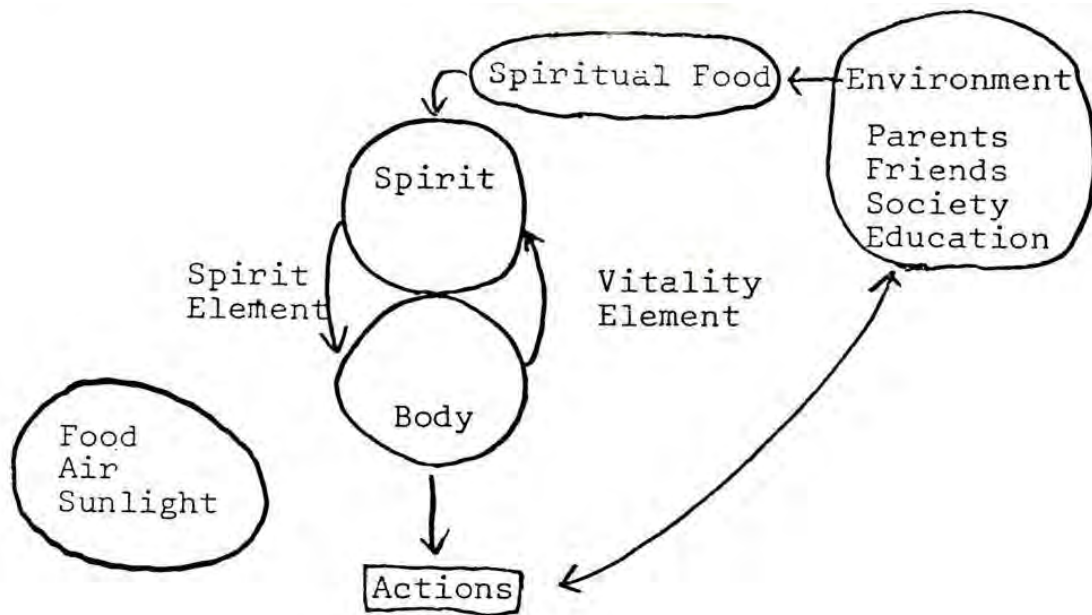 Spiritual Food
Environment
Parents
Friends
Society
Education
Spirit
Spirit
Element
Vitality
Element
Body
Food
Air
Sunlight
Actions